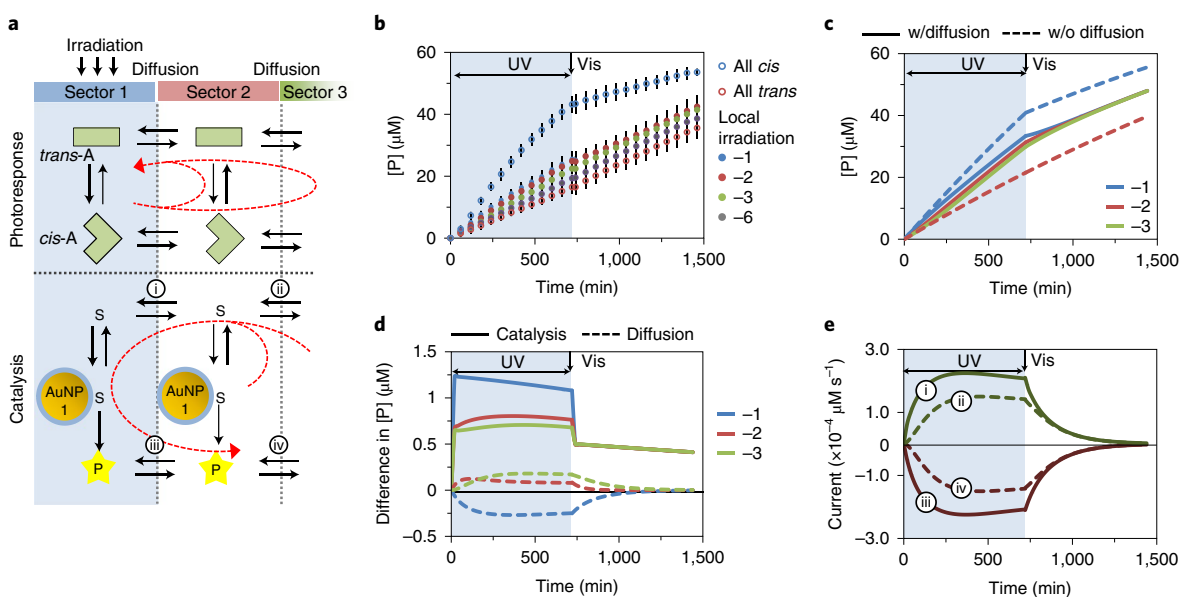 a
Irradiation
Diffusion
Diffusion
Sector 1
Sector 2
Sector 3
Photoresponse
trans-A
cis-A
Catalysis
i
ii
S
S
AuNP
1
S
AuNP
1
S
iii
iv
P
P
b
60
40
20
0
[P] (μM)
UV
Vis
0
500
1,000
1,500
Time (min)
All cis
All trans
Local
irradiation
–1
–2
–3
–6
c
w/diffusion
w/o diffusion
60
40
20
0
[P] (μM)
UV
Vis
–1
–2
–3
0
500
1,000
1,500
Time (min)
d
Catalysis
Diffusion
1.5
1.0
0.5
0
–0.5
Difference in [P] (μM)
UV
Vis
–1
–2
–3
0
500
1,000
1,500
Time (min)
e
3.0
1.0
0
–1.0
–3.0
Current (×10⁻⁴ μM s⁻¹)
UV
Vis
i
ii
iii
iv
0
500
1,000
1,500
Time (min)